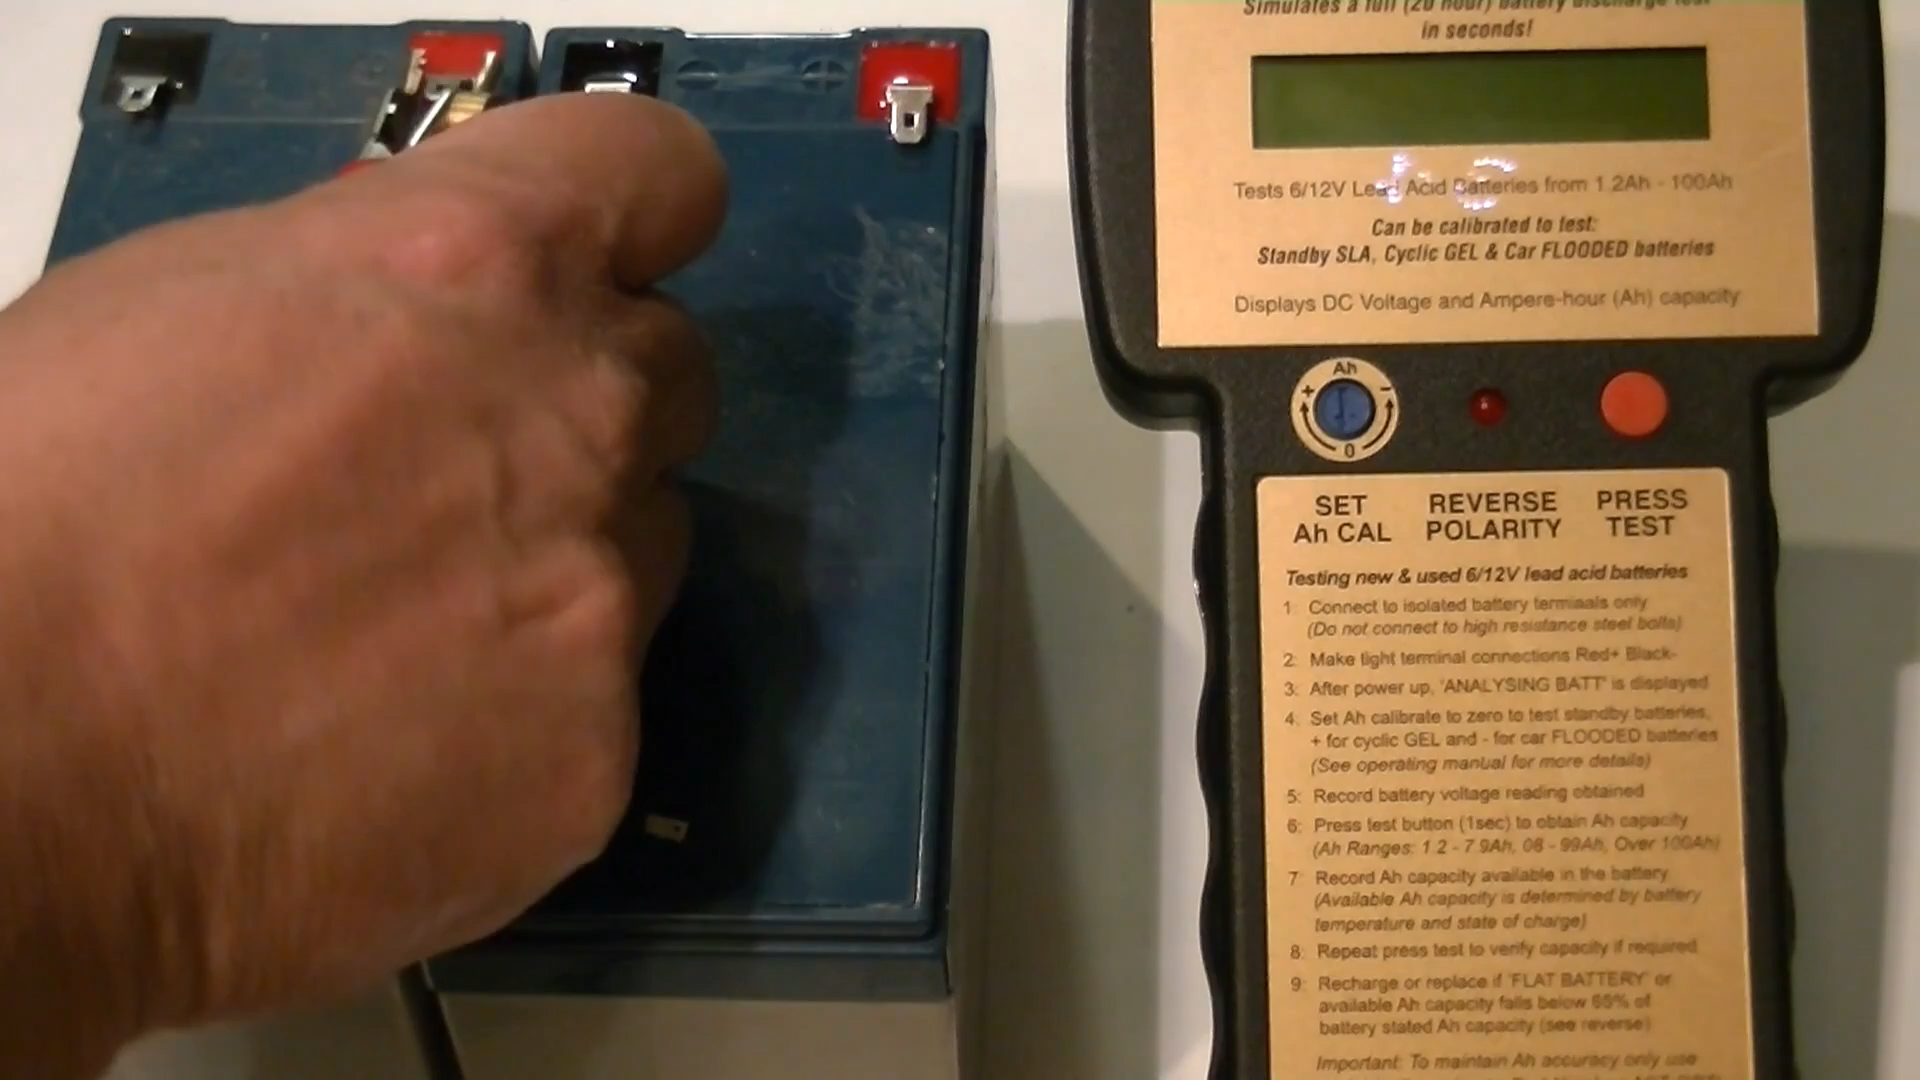 Simulates a full (20 hour) battery discharge test
in seconds!
Tests 6/12V Lead Acid Batteries from 1.2Ah - 100Ah
Can be calibrated to test:
Standby SLA, Cyclic GEL & Car FLOODED batteries
Displays DC Voltage and Ampere-hour (Ah) capacity
Ah
+ -
0
SET REVERSE PRESS
Ah CAL POLARITY TEST
Testing new & used 6/12V lead acid batteries
1: Connect to isolated battery terminals only
(Do not connect to high resistance steel bolts)
2: Make tight terminal connections Red+ Black-
3: After power up, 'ANALYSING BATT' is displayed
4: Set Ah calibrate to zero to test standby batteries,
+ for cyclic GEL and - for car FLOODED batteries
(See operating manual for more details)
5: Record battery voltage reading obtained
6: Press test button (1sec) to obtain Ah capacity
(Ah Ranges: 1.2 - 7.9Ah, 08 - 99Ah, Over 100Ah)
7: Record Ah capacity available in the battery
(Available Ah capacity is determined by battery
temperature and state of charge)
8: Repeat press test to verify capacity if required
9: Recharge or replace if 'FLAT BATTERY' or
available Ah capacity falls below 65% of
battery stated Ah capacity (see reverse)
Important: To maintain Ah accuracy only use